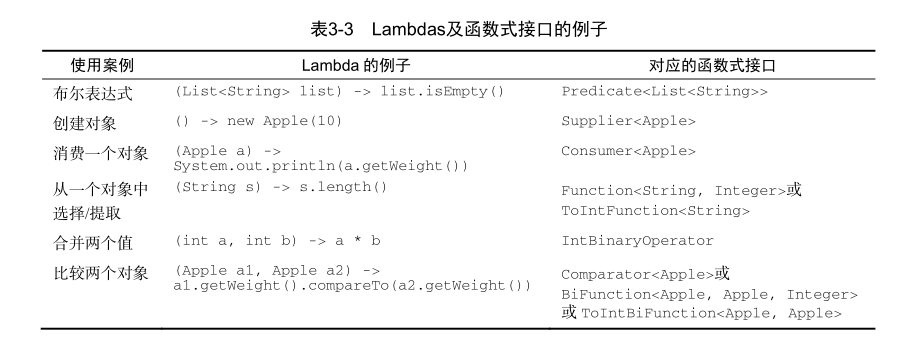 表3-3 Lambdas及函数式接口的例子
使用案例 Lambda 的例子 对应的函数式接口
布尔表达式 (List<String> list) -> list.isEmpty() Predicate<List<String>>
创建对象 () -> new Apple(10) Supplier<Apple>
消费一个对象 (Apple a) -> Consumer<Apple>
System.out.println(a.getWeight())
从一个对象中 (String s) -> s.length() Function<String, Integer>或
选择/提取 ToIntFunction<String>
合并两个值 (int a, int b) -> a * b IntBinaryOperator
比较两个对象 (Apple a1, Apple a2) -> Comparator<Apple>或
a1.getWeight().compareTo(a2.getWeight()) BiFunction<Apple, Apple, Integer>
或 ToIntBiFunction<Apple, Apple>